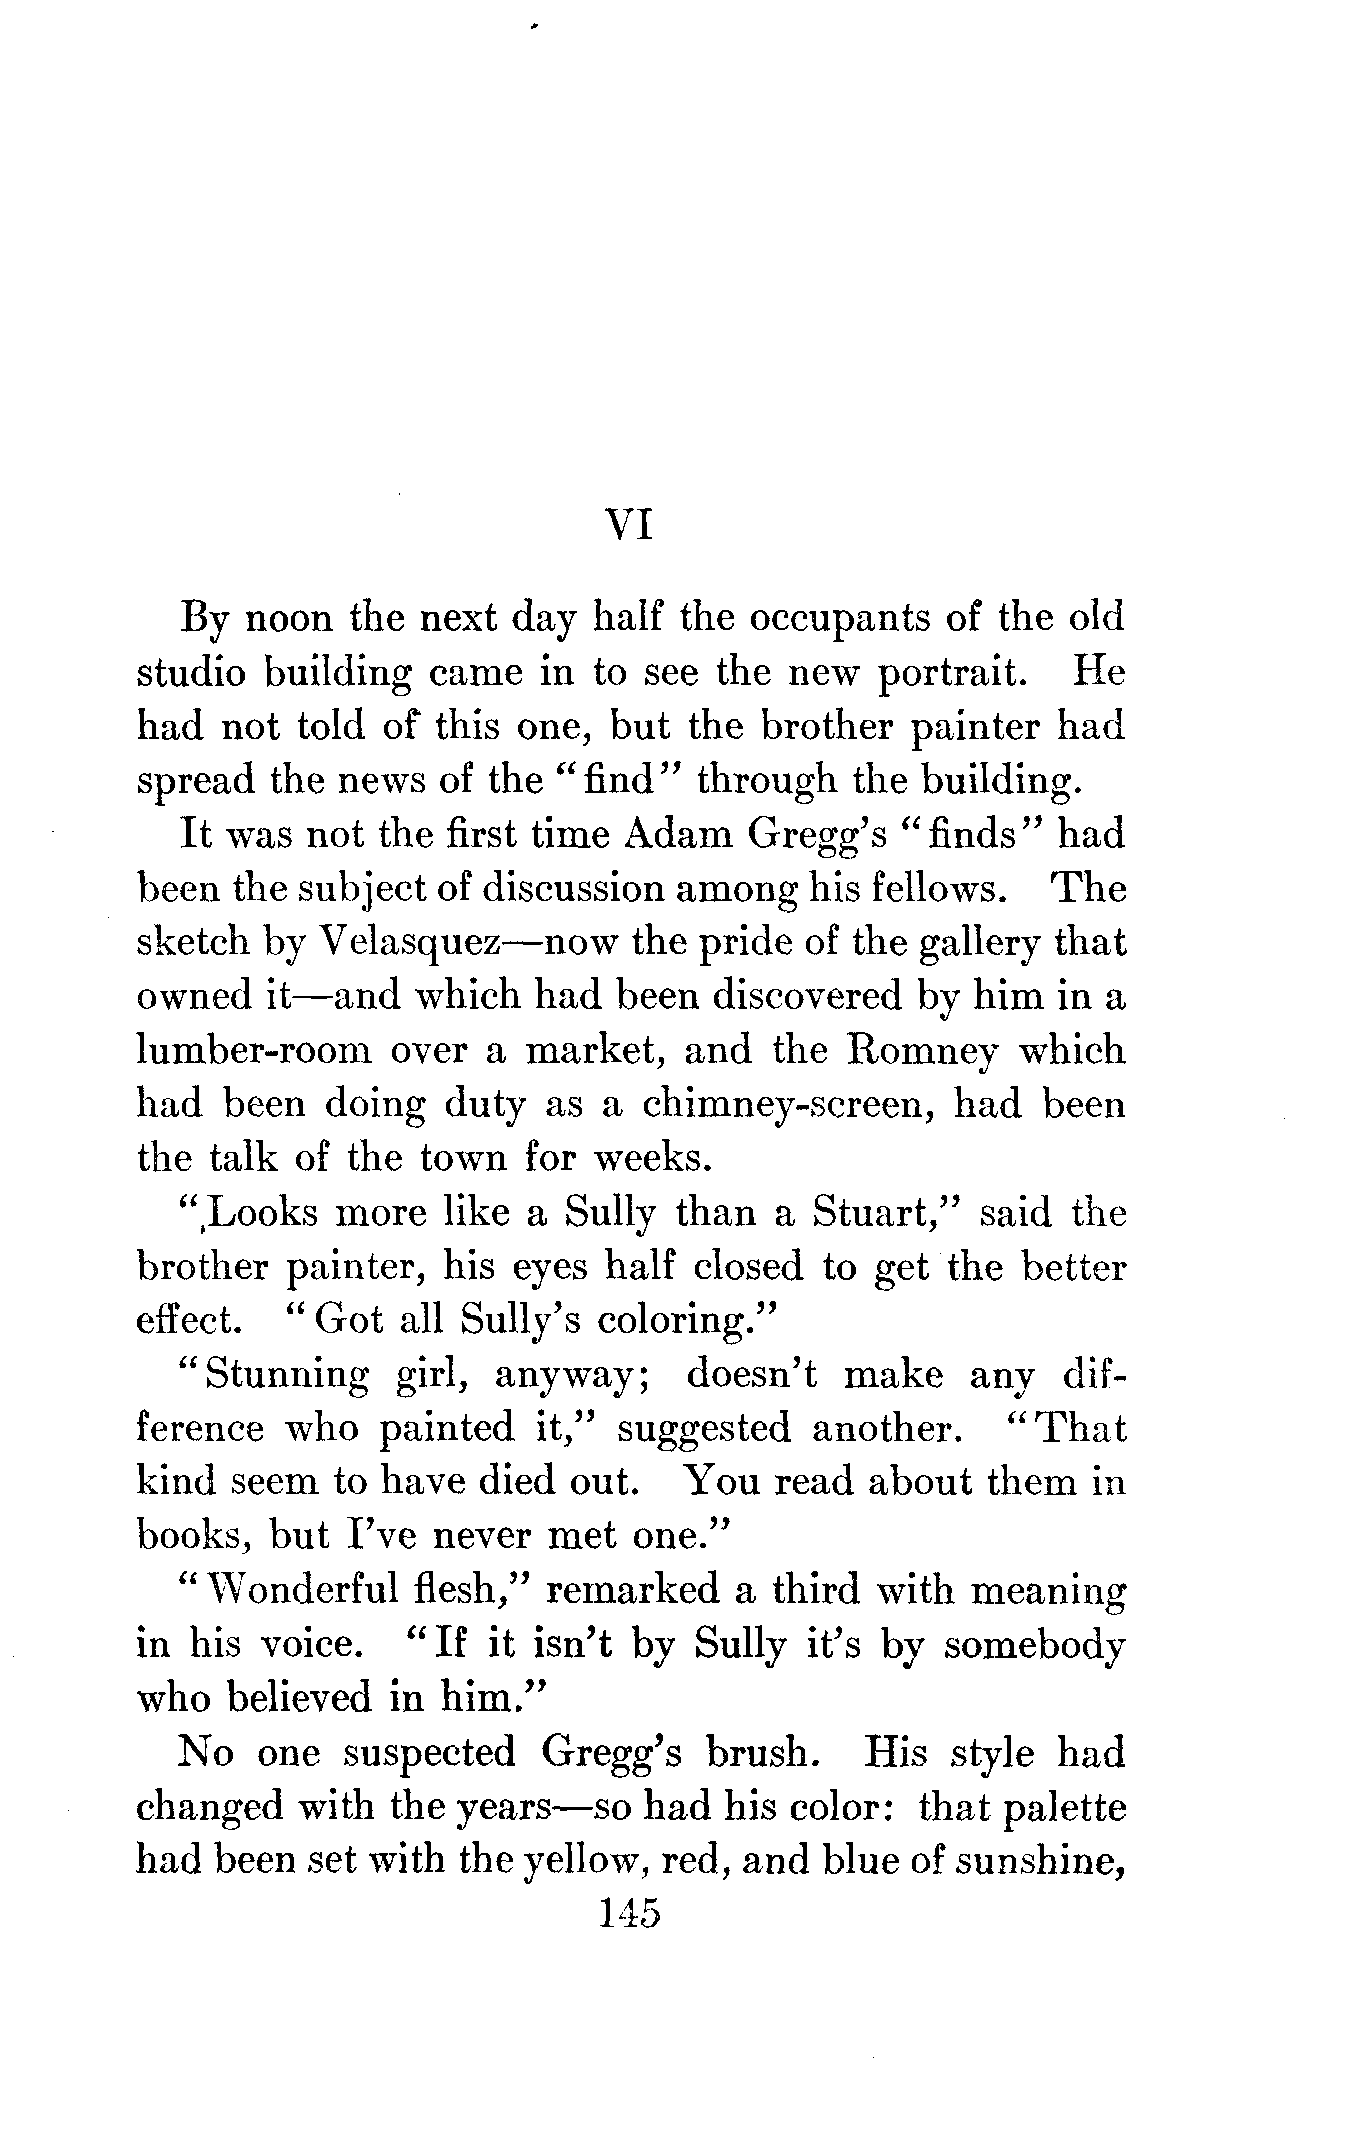 VI
By noon the next day half the occupants of the old
studio building came in to see the new portrait. He
had not told of this one, but the brother painter had
spread the news of the "find" through the building.
It was not the first time Adam Gregg's "finds" had
been the subject of discussion among his fellows. The
sketch by Velasquez—now the pride of the gallery that
owned it—and which had been discovered by him in a
lumber-room over a market, and the Romney which
had been doing duty as a chimney-screen, had been
the talk of the town for weeks.
"Looks more like a Sully than a Stuart," said the
brother painter, his eyes half closed to get the better
effect. "Got all Sully's coloring."
"Stunning girl, anyway; doesn't make any dif-
ference who painted it," suggested another. "That
kind seem to have died out. You read about them in
books, but I've never met one."
"Wonderful flesh," remarked a third with meaning
in his voice. "If it isn't by Sully it's by somebody
who believed in him."
No one suspected Gregg's brush. His style had
changed with the years—so had his color: that palette
had been set with the yellow, red, and blue of sunshine,
145